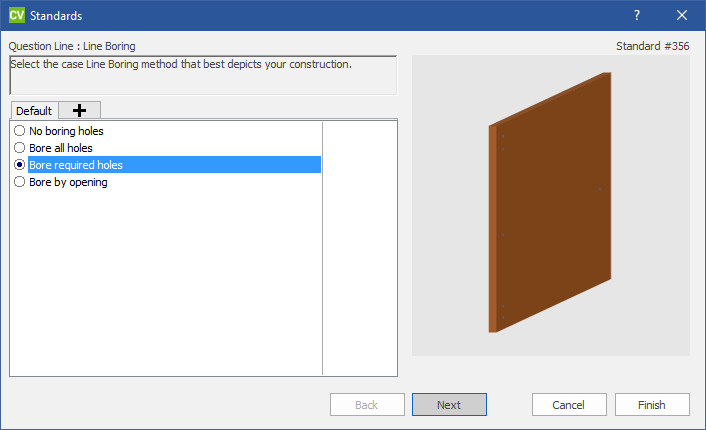 CV Standards ?
Question Line : Line Boring Standard #356
Select the case Line Boring method that best depicts your construction.
Default
No boring holes
Bore all holes
Bore required holes
Bore by opening
Back Next Cancel Finish